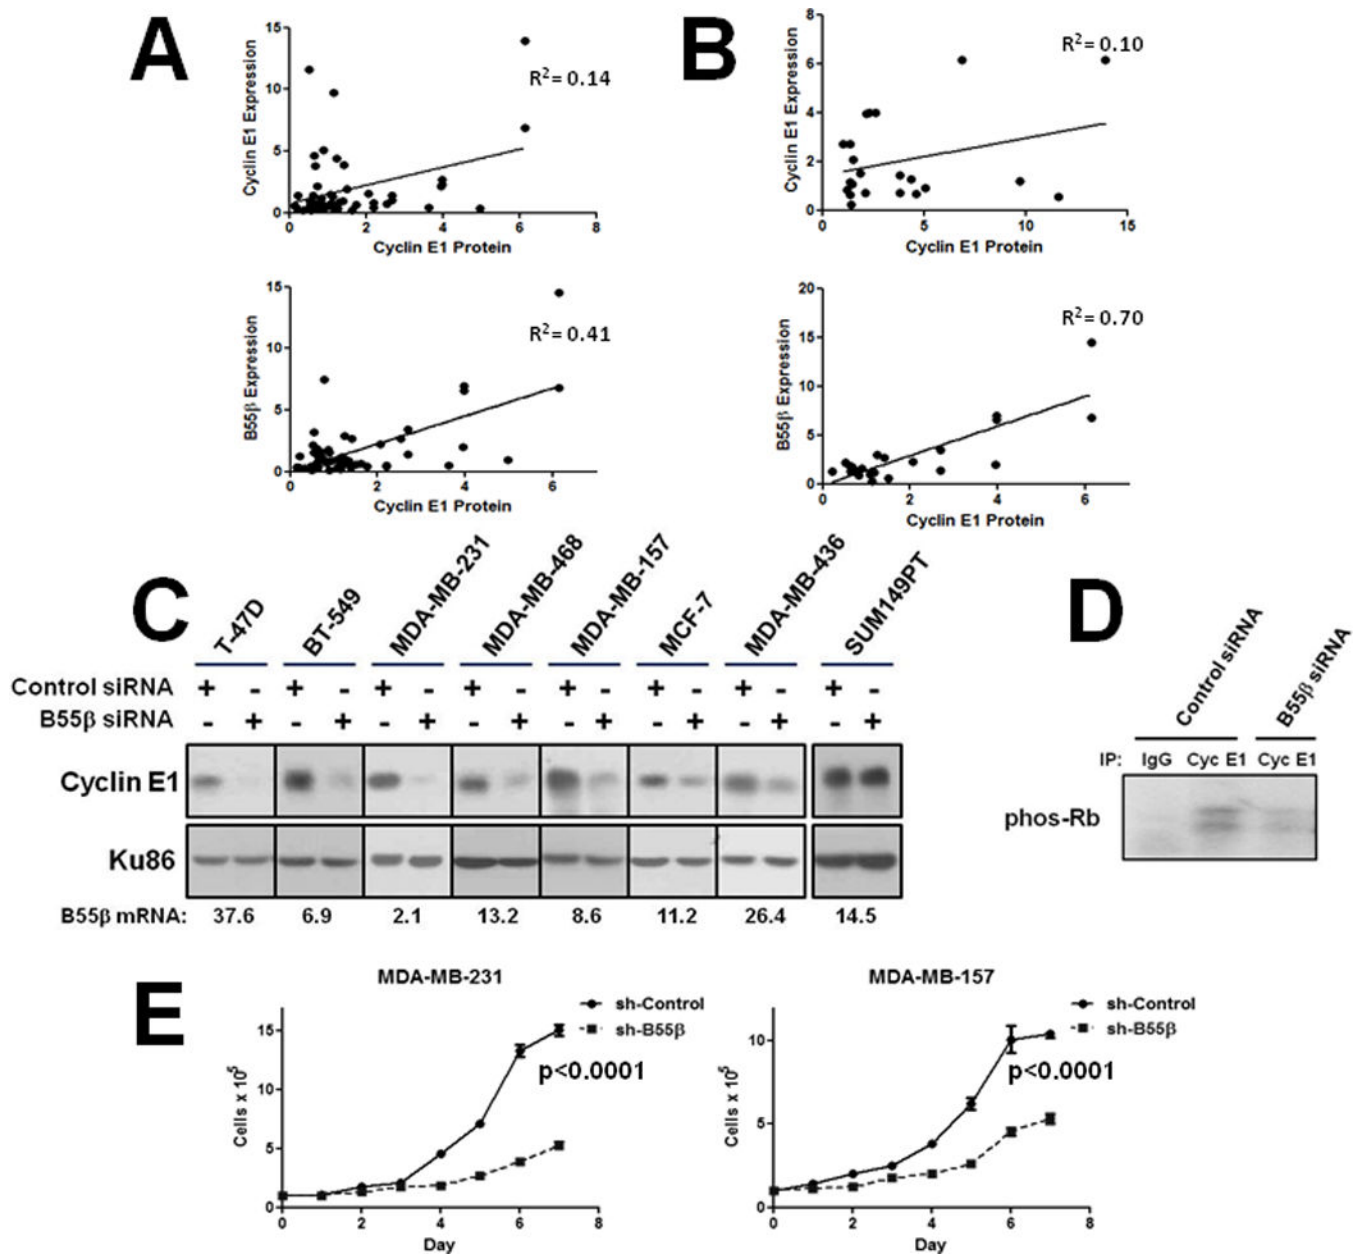 A
B
15
10
5
0
Cyclin E1 Expression
R²= 0.14
0 2 4 6 8
Cyclin E1 Protein
8
6
4
2
0
Cyclin E1 Expression
R²= 0.10
0 5 10 15
Cyclin E1 Protein
15
10
5
0
B55β Expression
R²= 0.41
0 2 4 6
Cyclin E1 Protein
20
15
10
5
0
B55β Expression
R²= 0.70
0 2 4 6
Cyclin E1 Protein
C
T-47D BT-549 MDA-MB-231 MDA-MB-468 MDA-MB-157 MCF-7 MDA-MB-436 SUM149PT
Control siRNA + - + - + - + - + - + - + - + -
B55β siRNA - + - + - + - + - + - + - + - +
Cyclin E1
Ku86
B55β mRNA: 37.6 6.9 2.1 13.2 8.6 11.2 26.4 14.5
D
Control siRNA B55β siRNA
IP: IgG Cyc E1 Cyc E1
phos-Rb
E
MDA-MB-231
sh-Control
sh-B55β
p<0.0001
15
10
5
0
Cells x 10⁵
0 2 4 6 8
Day
MDA-MB-157
sh-Control
sh-B55β
p<0.0001
10
5
0
Cells x 10⁵
0 2 4 6 8
Day